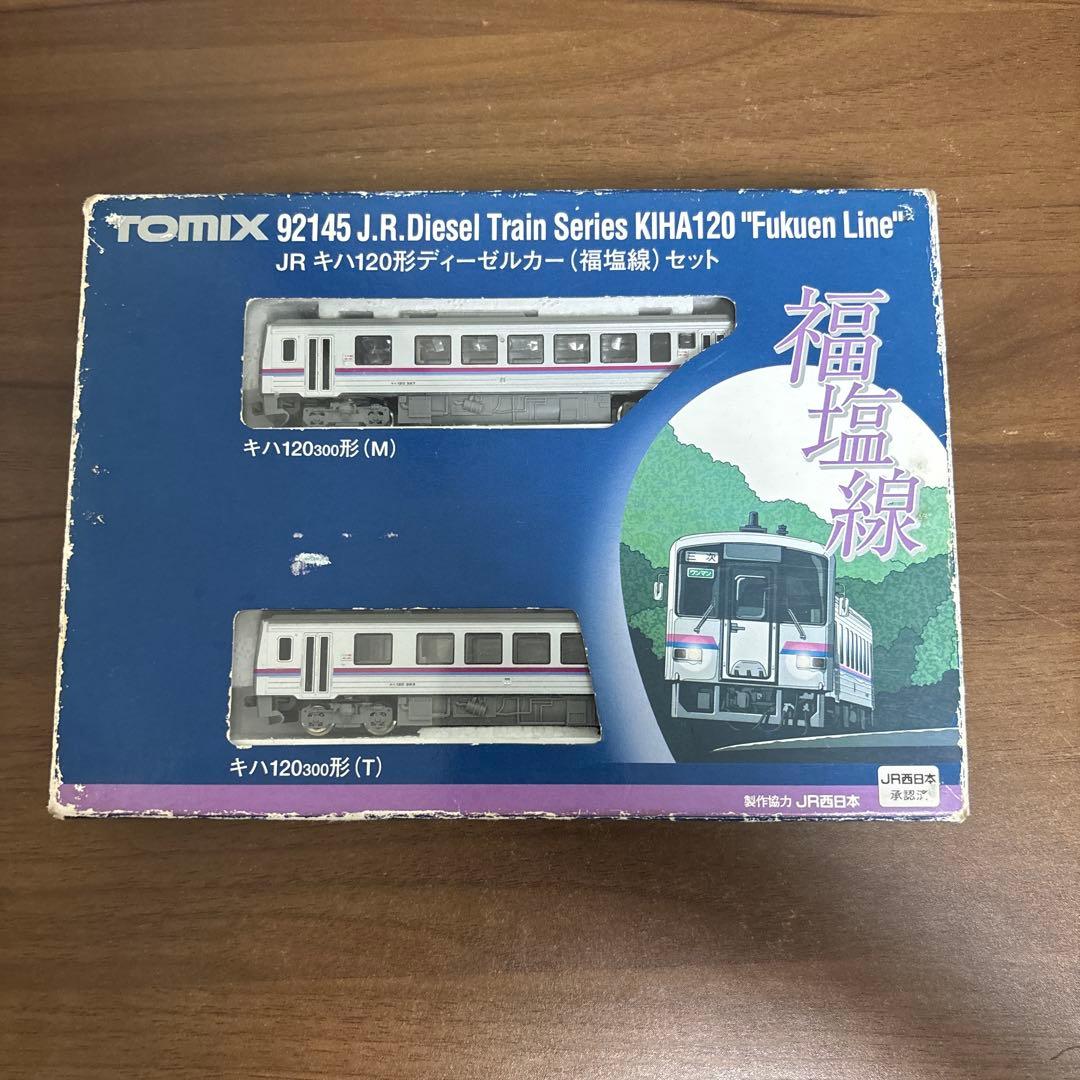 TOMIX 92145 J.R.Diesel Train Series KIHA120 "Fukuen Line"
JR キハ120形ディーゼルカー(福塩線)セット
福塩線
キハ120300形(M)
二次
ワンマン
キハ120300形(T)
製作協力 JR西日本
JR西日本
承認済